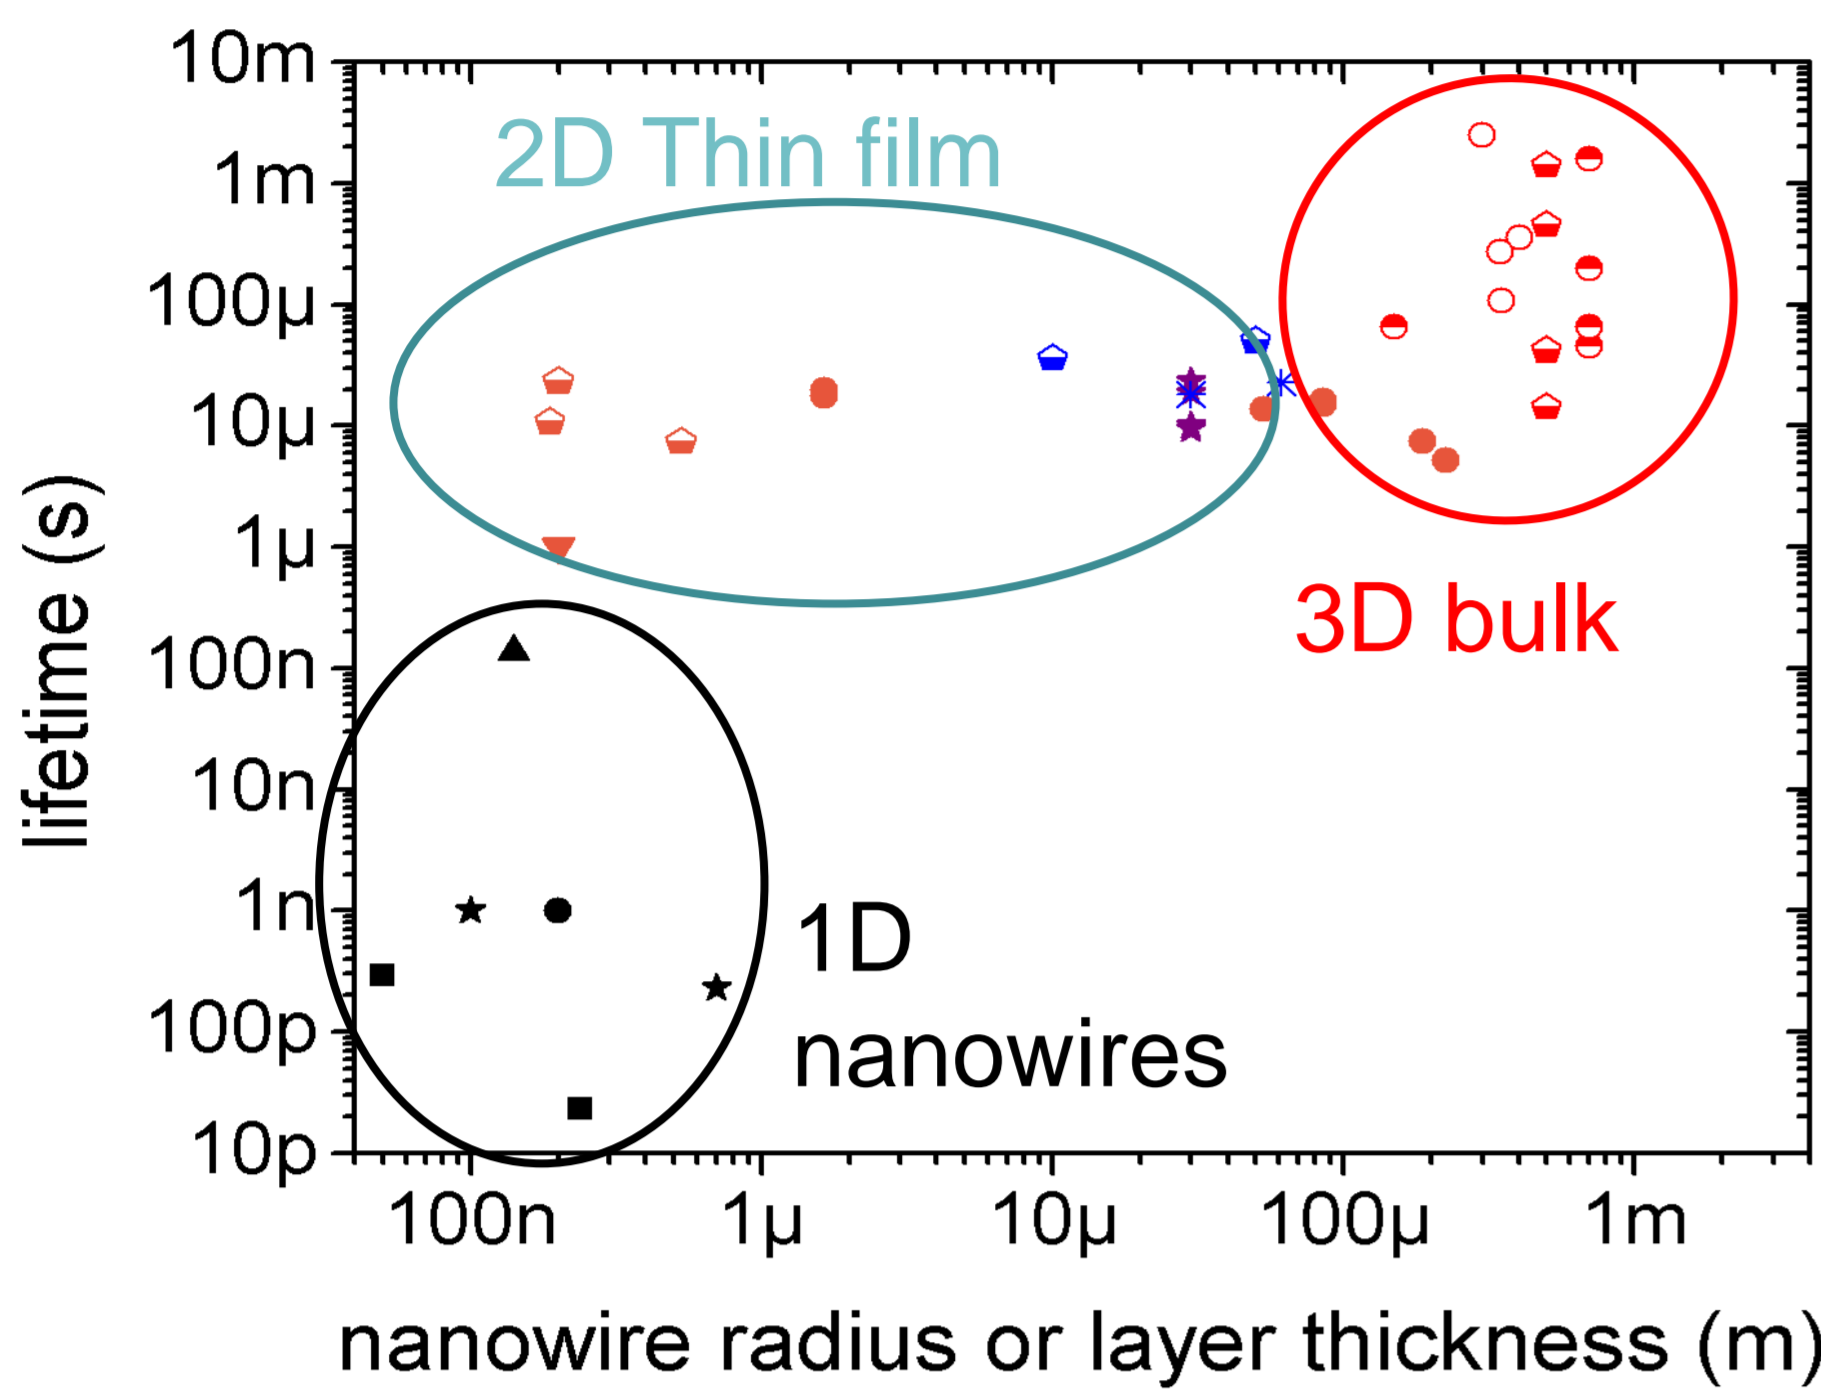 10m
1m
100µ
10µ
1µ
100n
10n
1n
100p
10p
lifetime (s)
2D Thin film
3D bulk
1D
nanowires
100n 1µ 10µ 100µ 1m
nanowire radius or layer thickness (m)